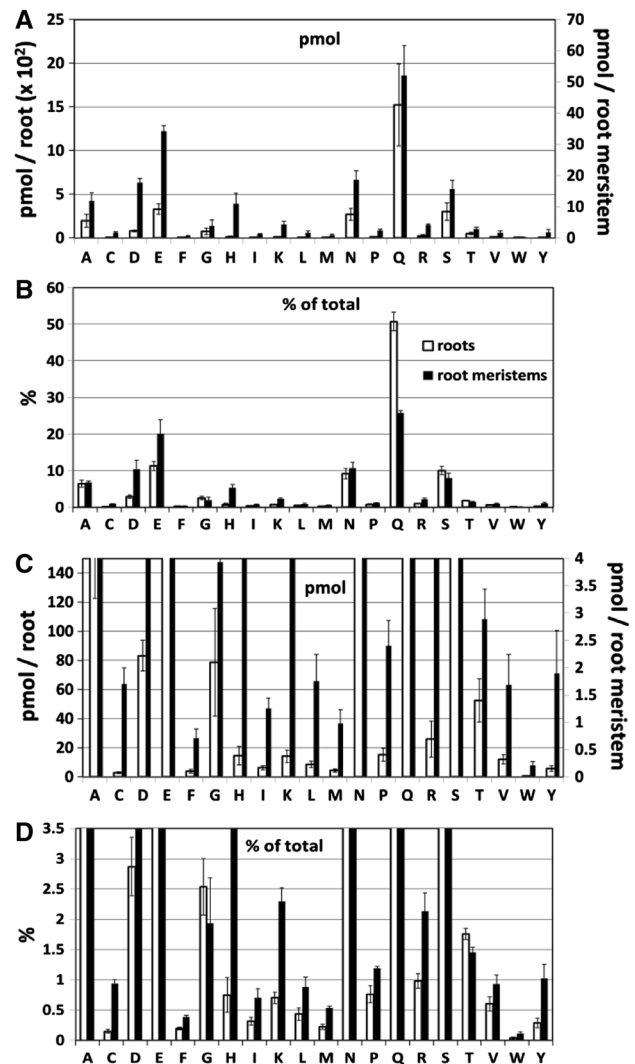 A
pmol
pmol / root (x 10²)
25
20
15
10
5
0
70
60
50
40
30
20
10
0
pmol / root mersitem
A C D E F G H I K L M N P Q R S T V W Y
B
% of total
%
60
50
40
30
20
10
0
roots
root meristems
A C D E F G H I K L M N P Q R S T V W Y
C
pmol
pmol / root
140
120
100
80
60
40
20
0
4
3.5
3
2.5
2
1.5
1
0.5
0
pmol / root meristem
A C D E F G H I K L M N P Q R S T V W Y
D
% of total
%
3.5
3
2.5
2
1.5
1
0.5
0
A C D E F G H I K L M N P Q R S T V W Y